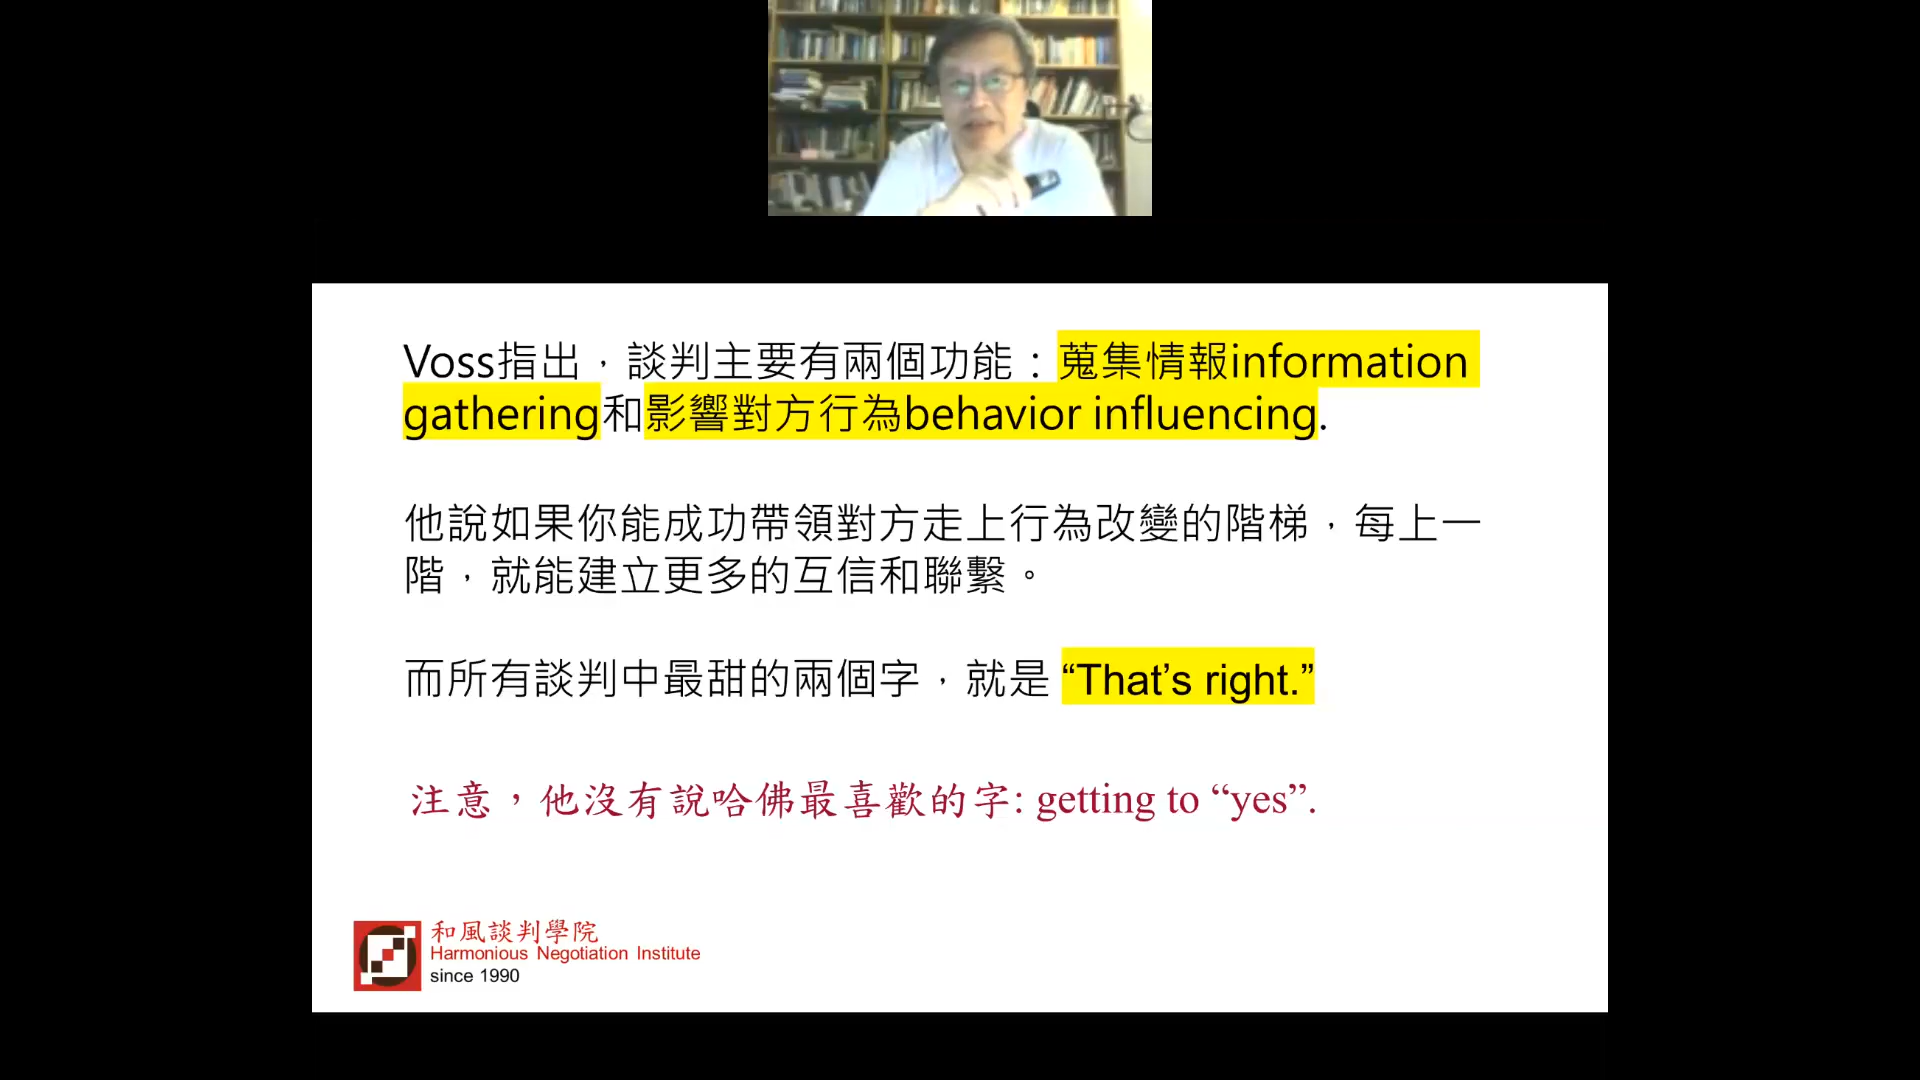 Voss指出，談判主要有兩個功能：蒐集情報information
gathering和影響對方行為behavior influencing.
他說如果你能成功帶領對方走上行為改變的階梯，每上一
階，就能建立更多的互信和聯繫。
而所有談判中最甜的兩個字，就是 “That’s right.”
注意，他沒有說哈佛最喜歡的字: getting to “yes”.
和風談判學院
Harmonious Negotiation Institute
since 1990